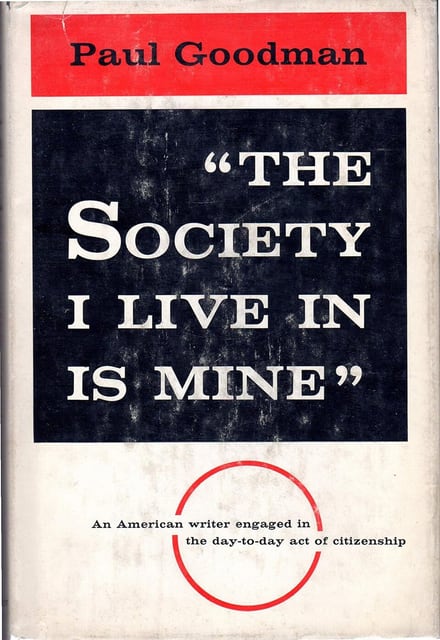 Paul Goodman
“THE
SOCIETY
I LIVE IN
IS MINE”
An American writer engaged in
the day-to-day act of citizenship